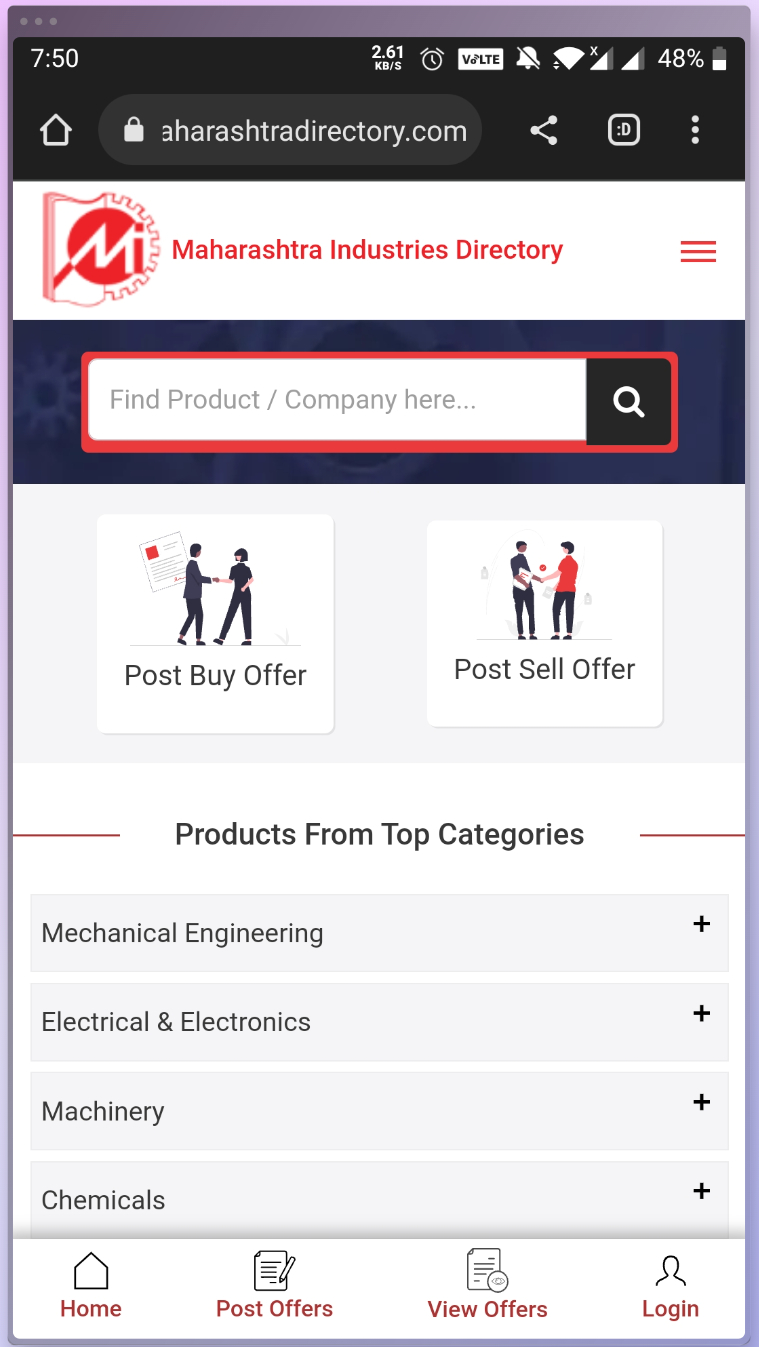 7:50
2.61
KB/S
VoLTE
48%
aharashtradirectory.com
:D
Mi
Maharashtra Industries Directory
Find Product / Company here...
Post Buy Offer
Post Sell Offer
Products From Top Categories
Mechanical Engineering
+
Electrical & Electronics
+
Machinery
+
Chemicals
+
Home
Post Offers
View Offers
Login